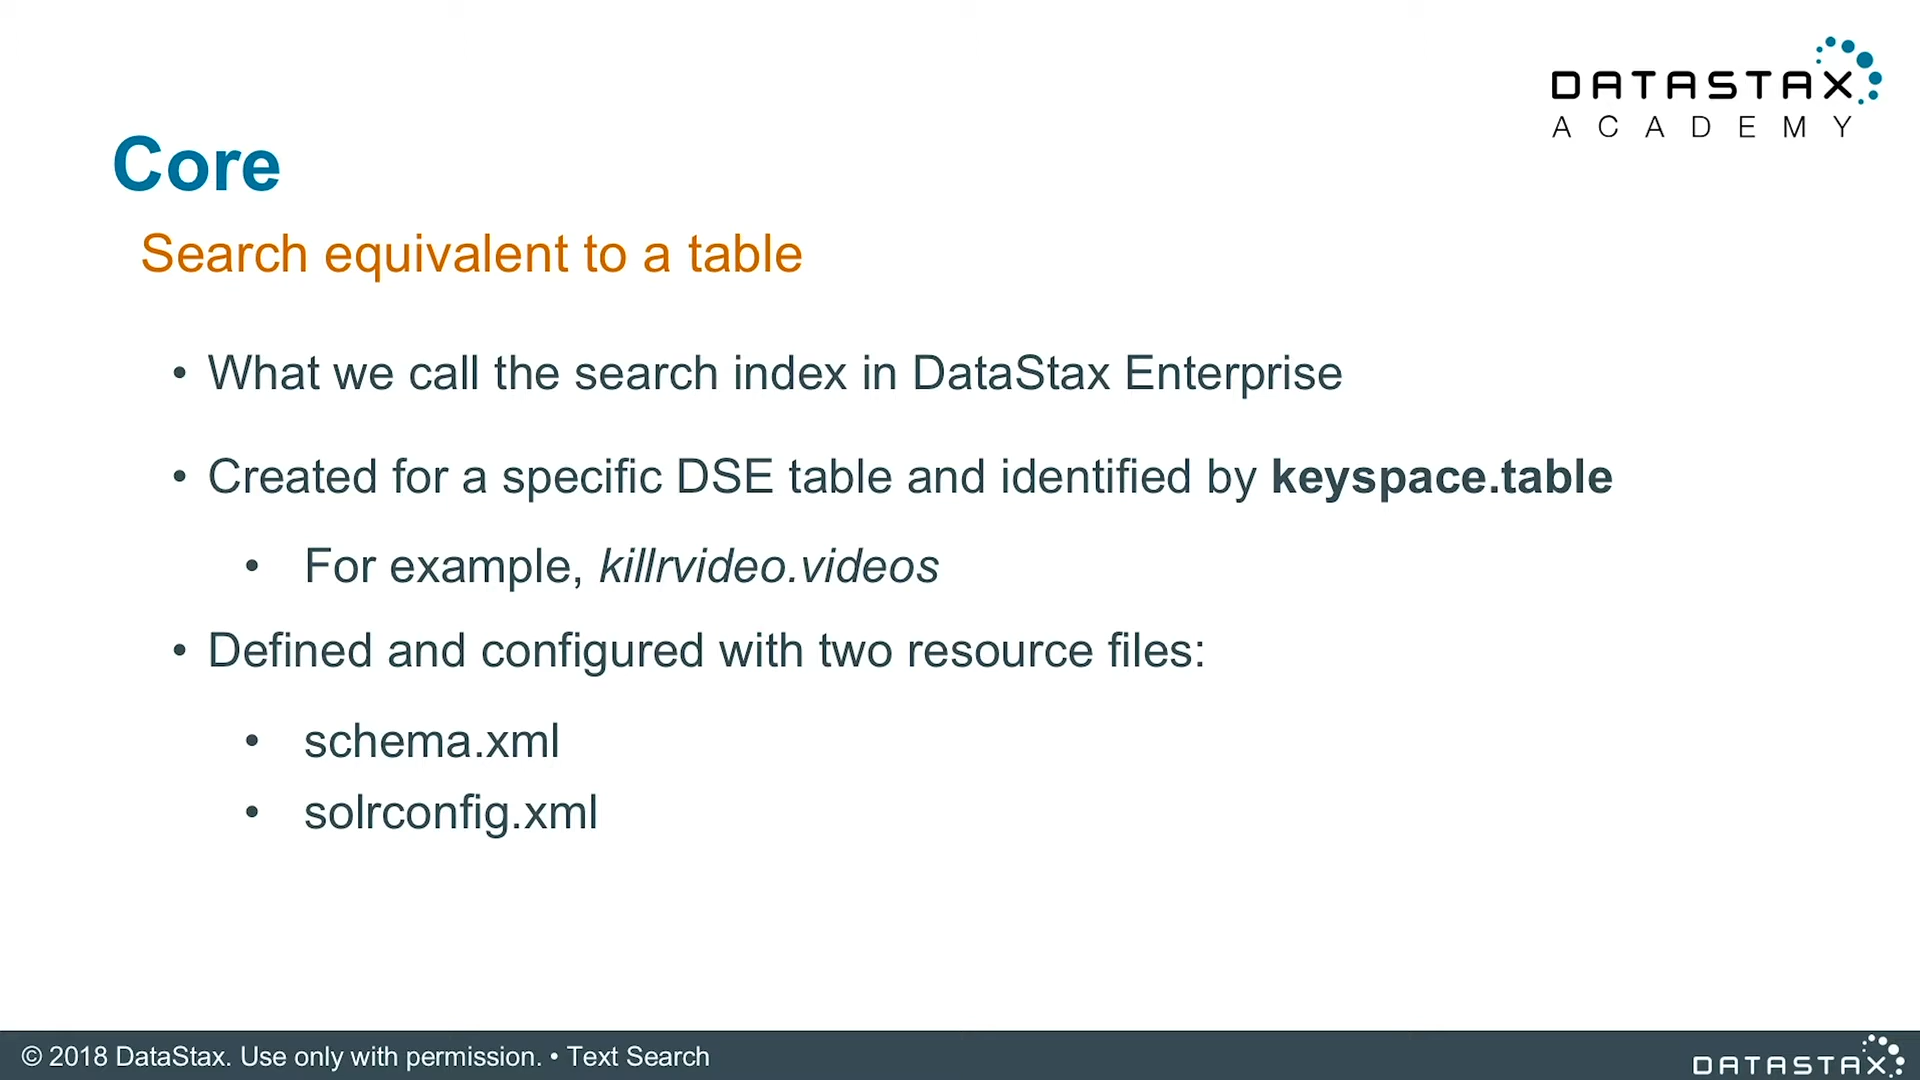 DATASTAX
ACADEMY
Core
Search equivalent to a table
• What we call the search index in DataStax Enterprise
• Created for a specific DSE table and identified by keyspace.table
• For example, killrvideo.videos
• Defined and configured with two resource files:
• schema.xml
• solrconfig.xml
© 2018 DataStax. Use only with permission. • Text Search
DATASTAX